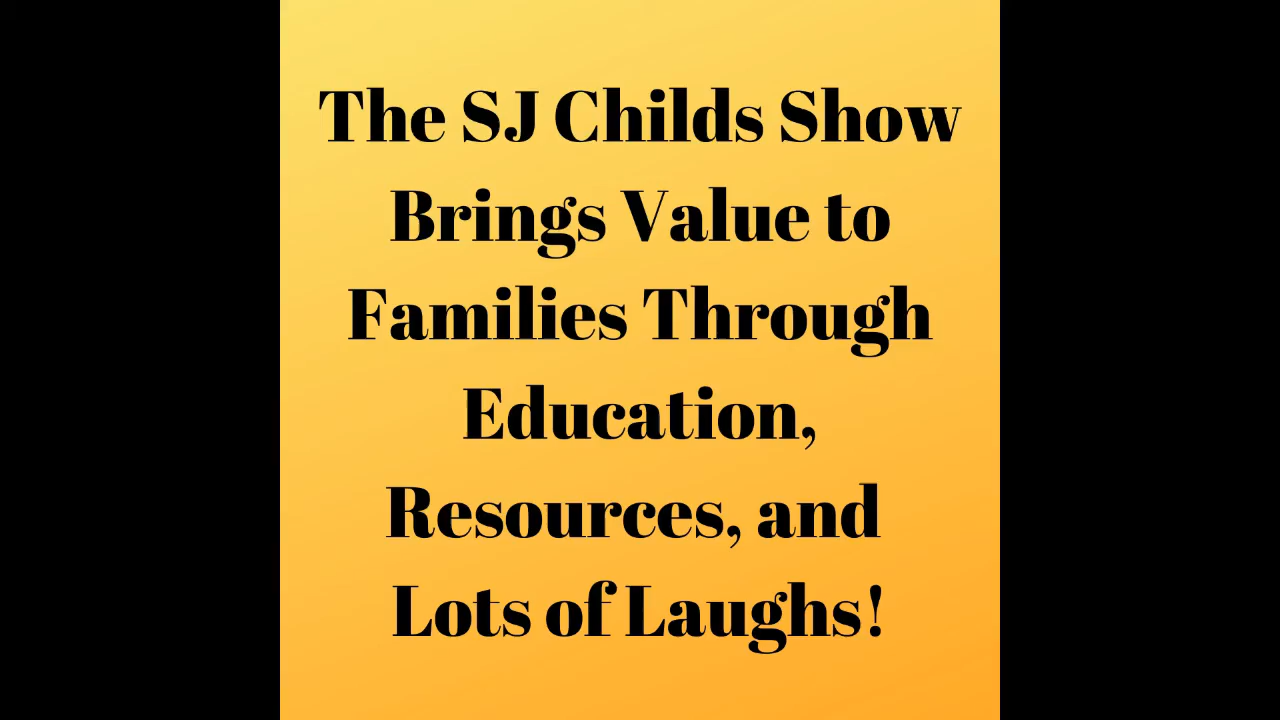 The SJ Childs Show
Brings Value to
Families Through
Education,
Resources, and
Lots of Laughs!